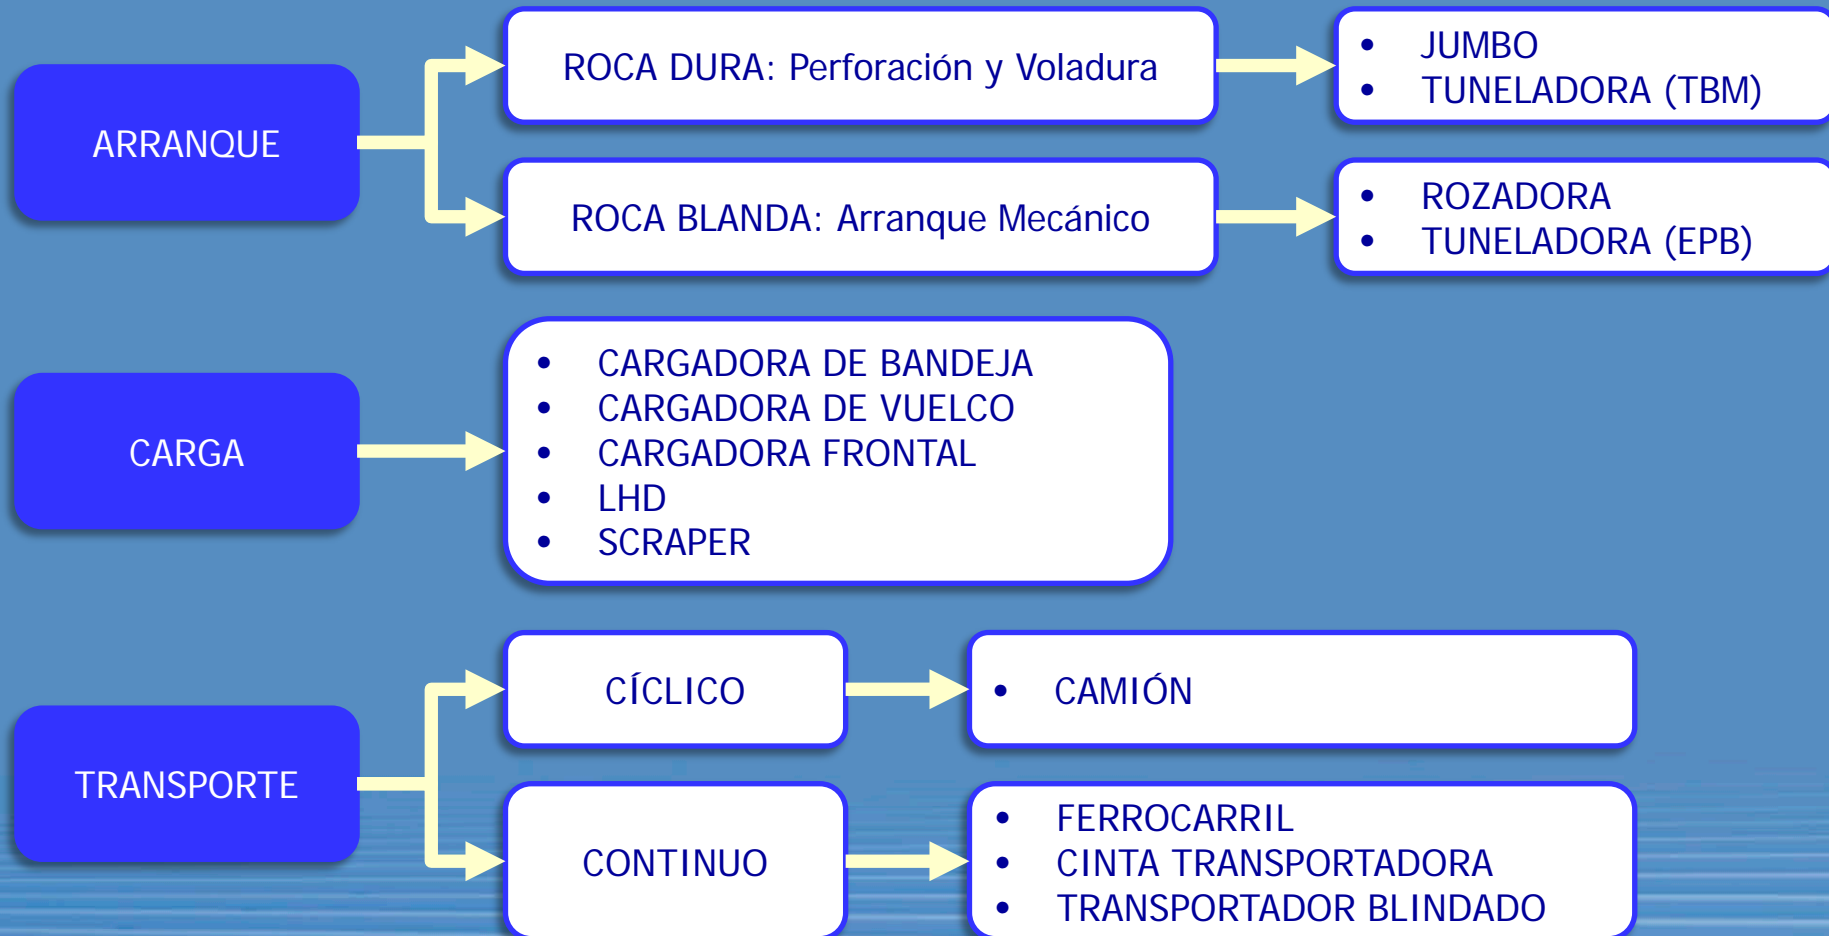 ARRANQUE
ROCA DURA: Perforación y Voladura
• JUMBO
• TUNELADORA (TBM)
ROCA BLANDA: Arranque Mecánico
• ROZADORA
• TUNELADORA (EPB)
CARGA
• CARGADORA DE BANDEJA
• CARGADORA DE VUELCO
• CARGADORA FRONTAL
• LHD
• SCRAPER
TRANSPORTE
CÍCLICO
• CAMIÓN
CONTINUO
• FERROCARRIL
• CINTA TRANSPORTADORA
• TRANSPORTADOR BLINDADO